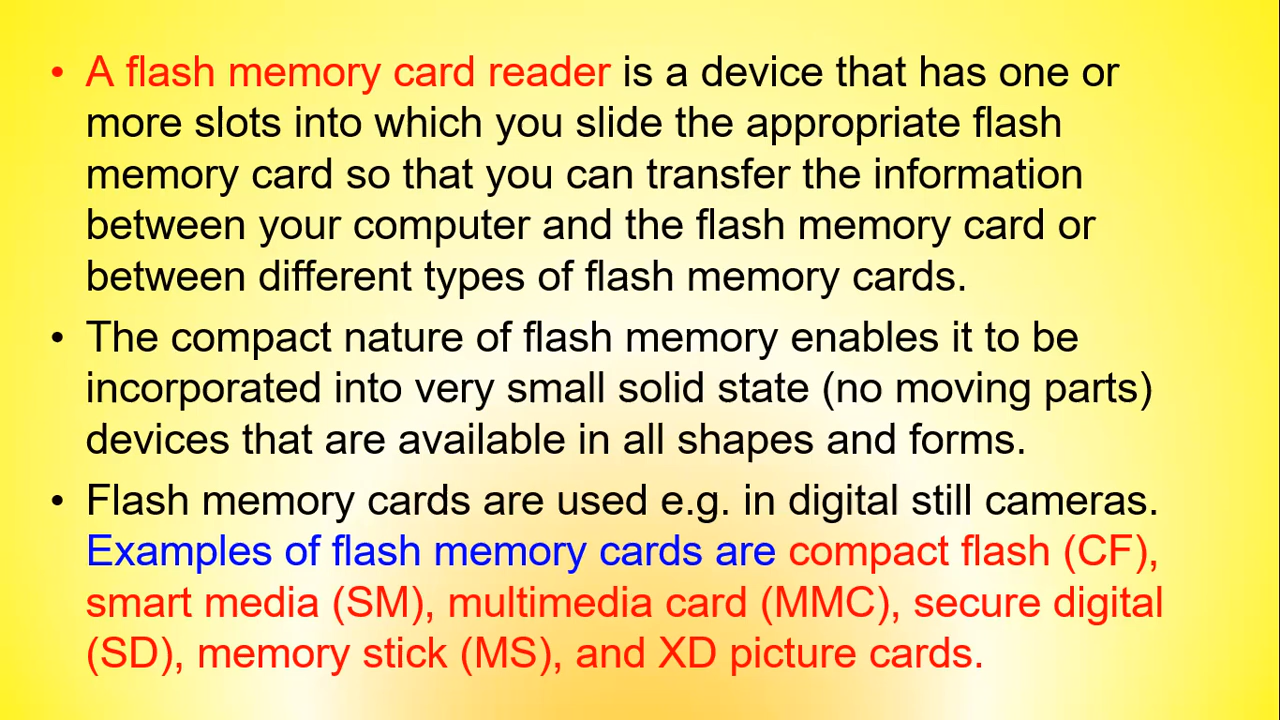 • A flash memory card reader is a device that has one or
more slots into which you slide the appropriate flash
memory card so that you can transfer the information
between your computer and the flash memory card or
between different types of flash memory cards.
• The compact nature of flash memory enables it to be
incorporated into very small solid state (no moving parts)
devices that are available in all shapes and forms.
• Flash memory cards are used e.g. in digital still cameras.
Examples of flash memory cards are compact flash (CF),
smart media (SM), multimedia card (MMC), secure digital
(SD), memory stick (MS), and XD picture cards.